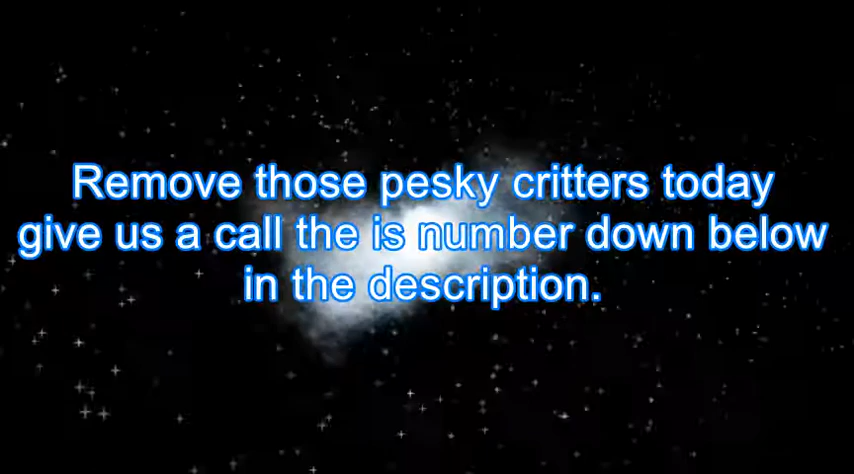 Remove those pesky critters today
give us a call the is number down below
in the description.